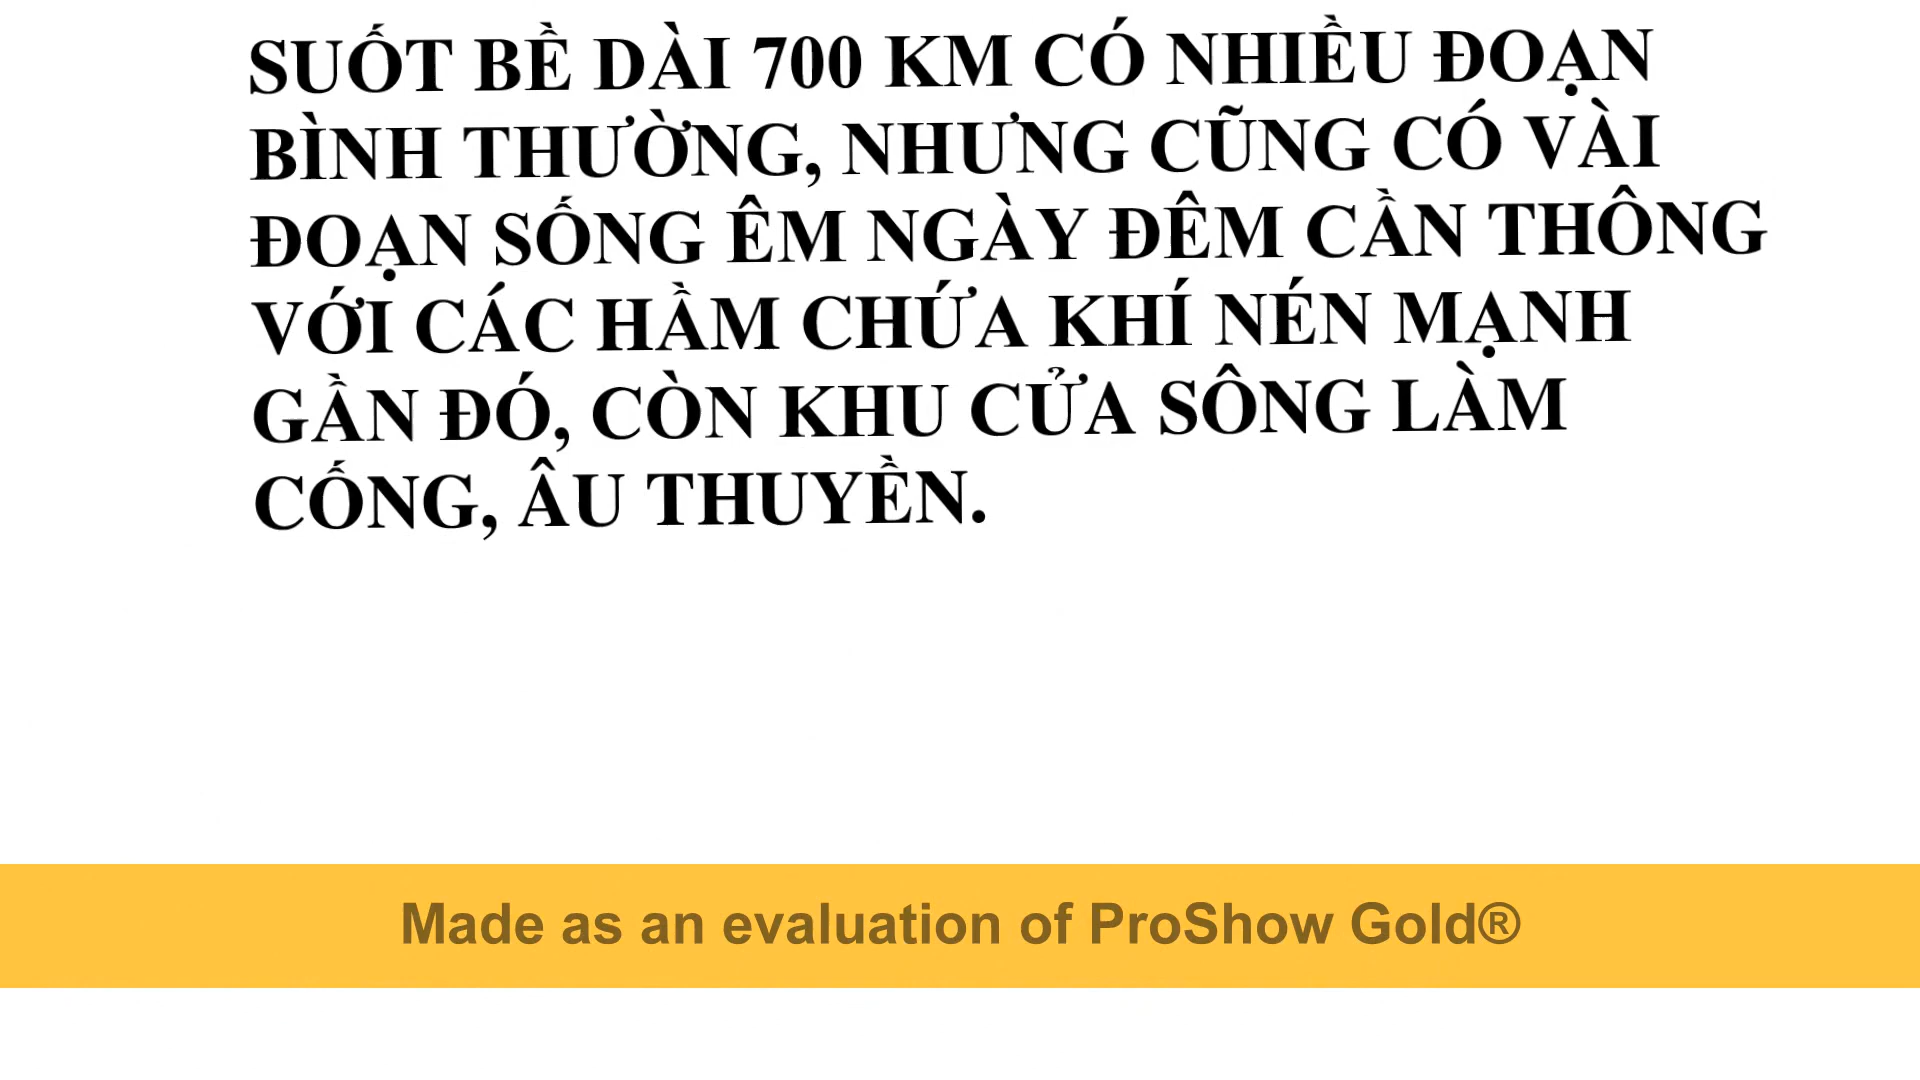 SUỐT BỀ DÀI 700 KM CÓ NHIỀU ĐOẠN
BÌNH THƯỜNG, NHƯNG CŨNG CÓ VÀI
ĐOẠN SỐNG ÊM NGÀY ĐÊM CẦN THÔNG
VỚI CÁC HẦM CHỨA KHÍ NÉN MẠNH
GẦN ĐÓ, CÒN KHU CỬA SÔNG LÀM
CỐNG, ÂU THUYỀN.
Made as an evaluation of ProShow Gold®